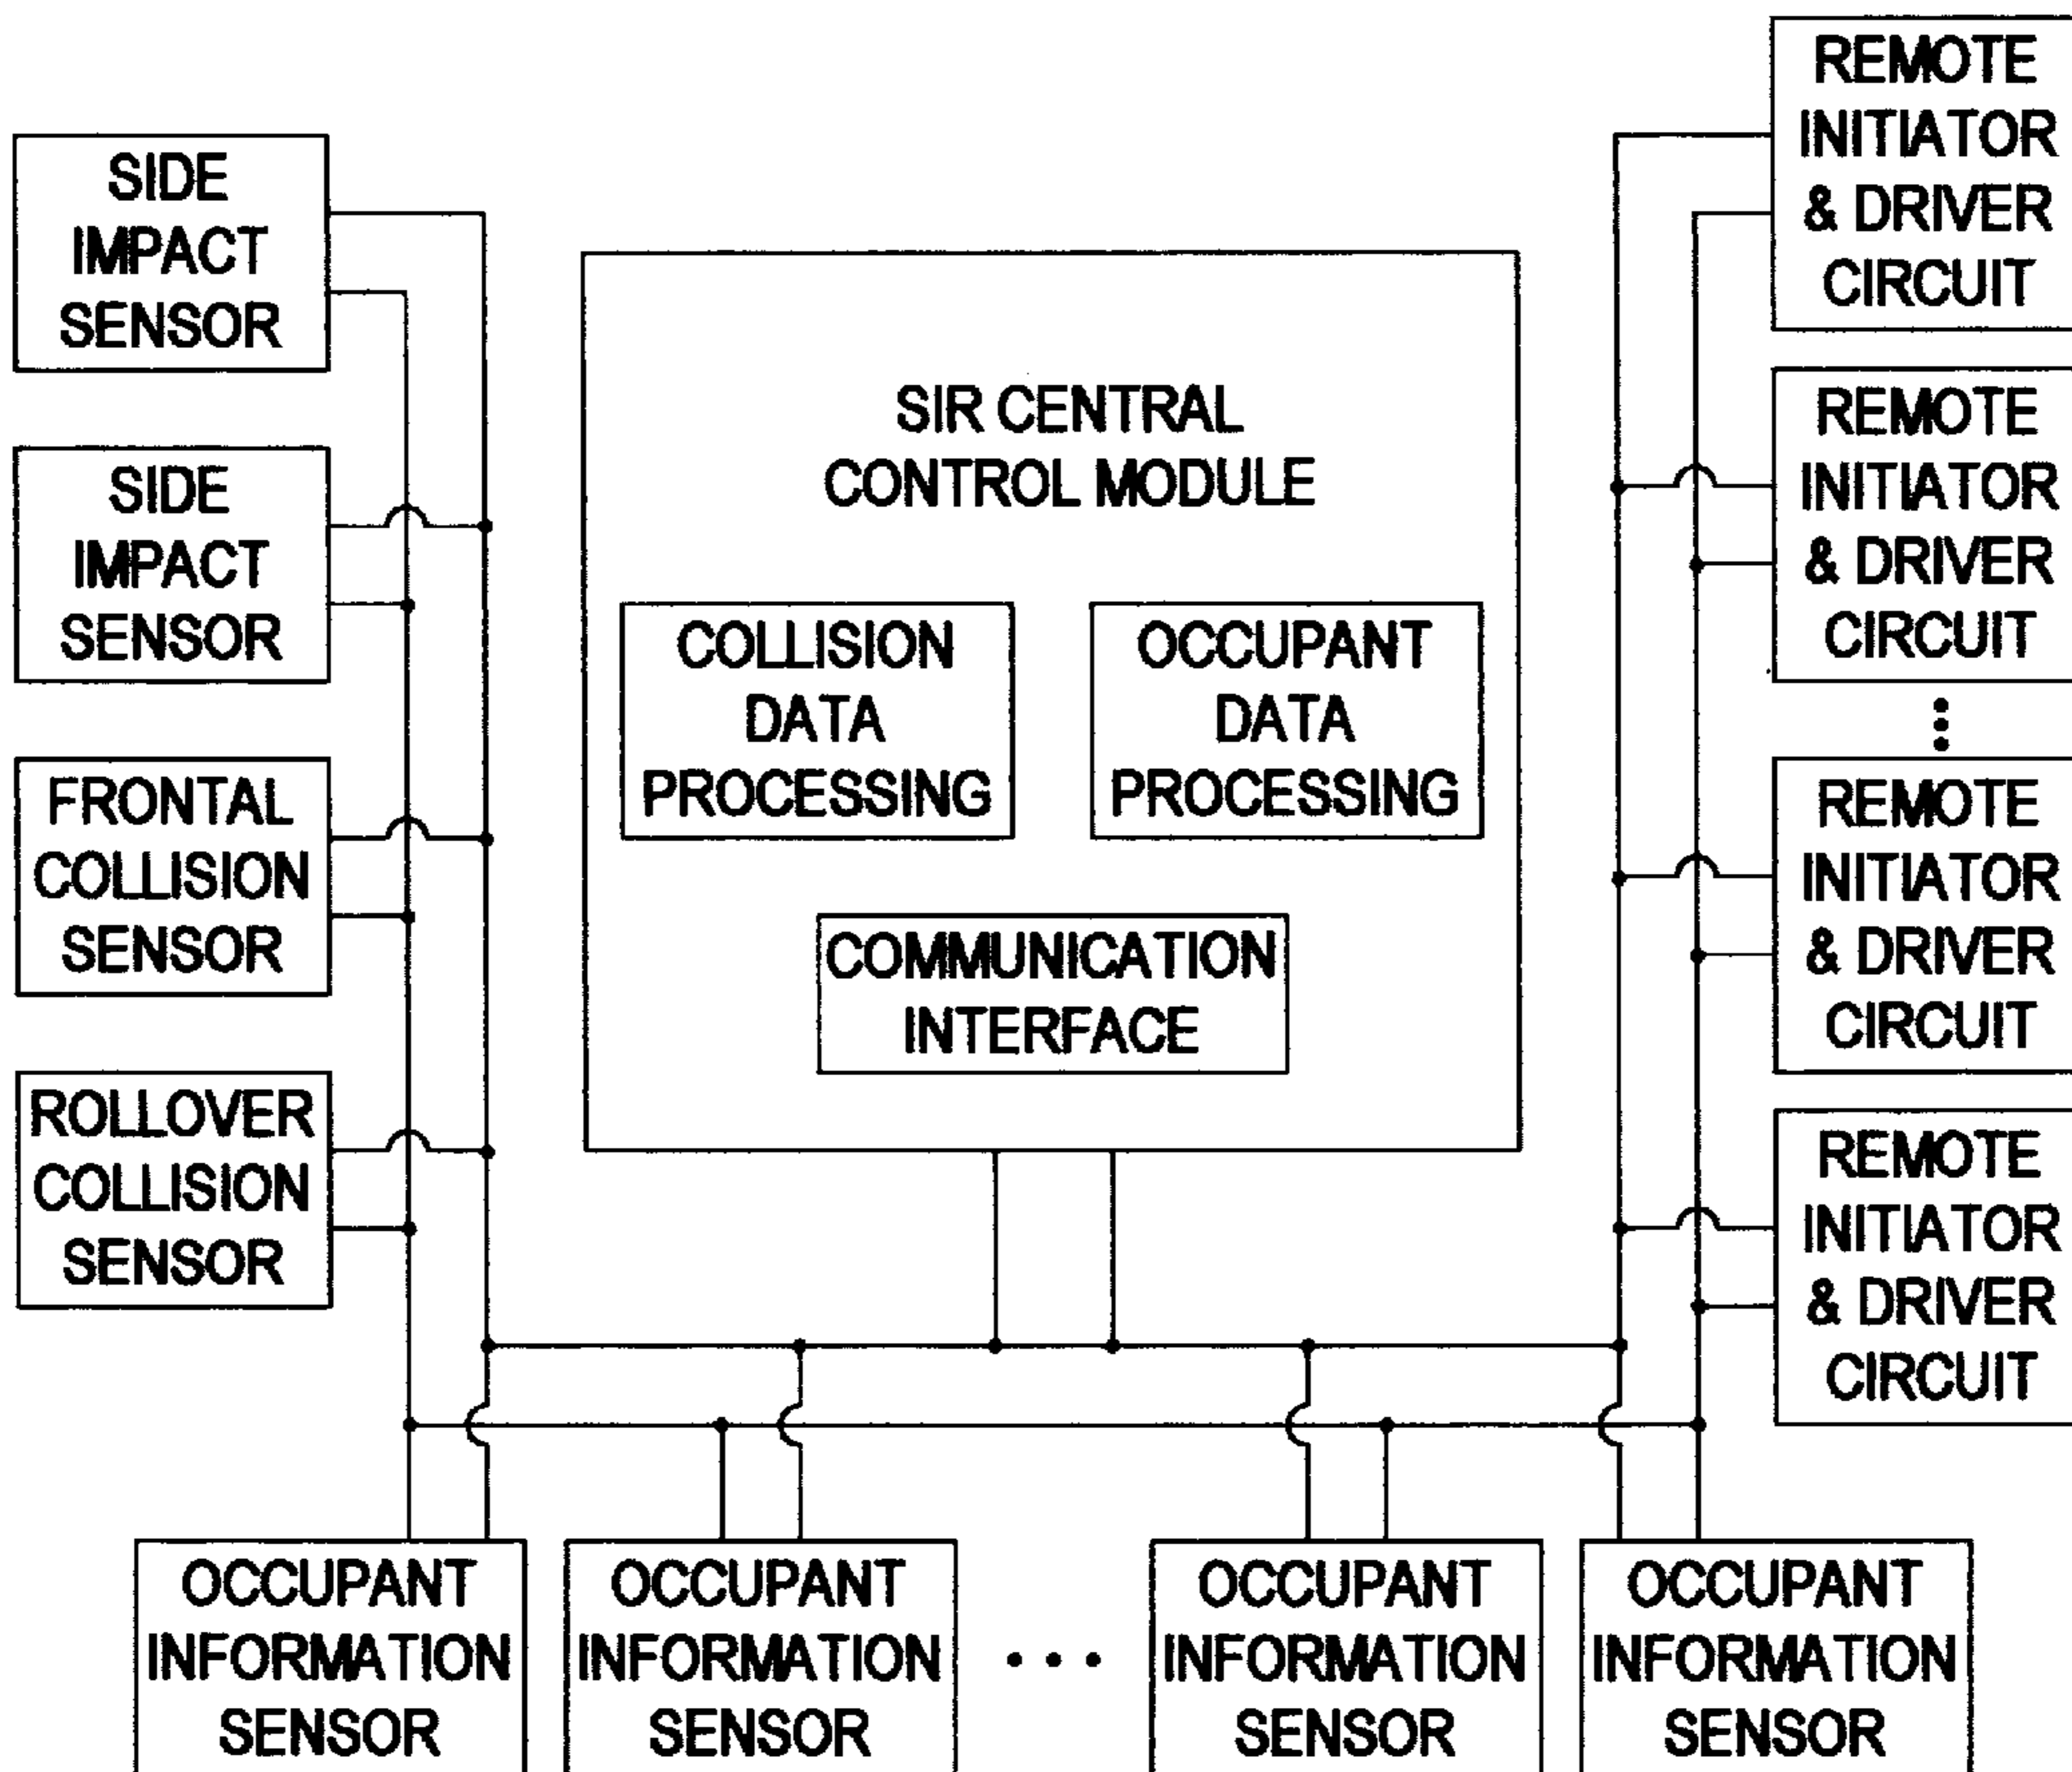 SIDE
IMPACT
SENSOR
SIDE
IMPACT
SENSOR
FRONTAL
COLLISION
SENSOR
ROLLOVER
COLLISION
SENSOR
SIR CENTRAL
CONTROL MODULE
COLLISION
DATA
PROCESSING
OCCUPANT
DATA
PROCESSING
COMMUNICATION
INTERFACE
REMOTE
INITIATOR
& DRIVER
CIRCUIT
REMOTE
INITIATOR
& DRIVER
CIRCUIT
REMOTE
INITIATOR
& DRIVER
CIRCUIT
REMOTE
INITIATOR
& DRIVER
CIRCUIT
OCCUPANT
INFORMATION
SENSOR
OCCUPANT
INFORMATION
SENSOR
OCCUPANT
INFORMATION
SENSOR
OCCUPANT
INFORMATION
SENSOR